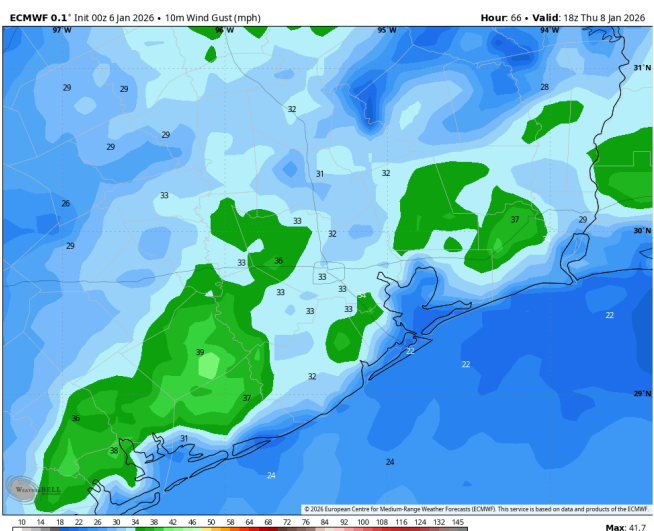 ECMWF 0.1° Init 00z 6 Jan 2026 • 10m Wind Gust (mph)
Hour: 66 • Valid: 18z Thu 8 Jan 2026
97°W 96°W 95°W 94°W
31°N
29 29 28
32
29
29
31 32
33
26
33 37 29
32
30°N
29
33 36
33
33 33
34
33 33
22
39
22
22
32
29°N
37
36
31
38
24
24
WeatherBELL
© 2026 European Centre for Medium-Range Weather Forecasts (ECMWF). This service is based on data and products of the ECMWF.
10 14 18 22 26 30 34 38 42 46 50 54 58 60 64 68 72 76 84 92 100 108 116 124 132 145
Max: 41.7